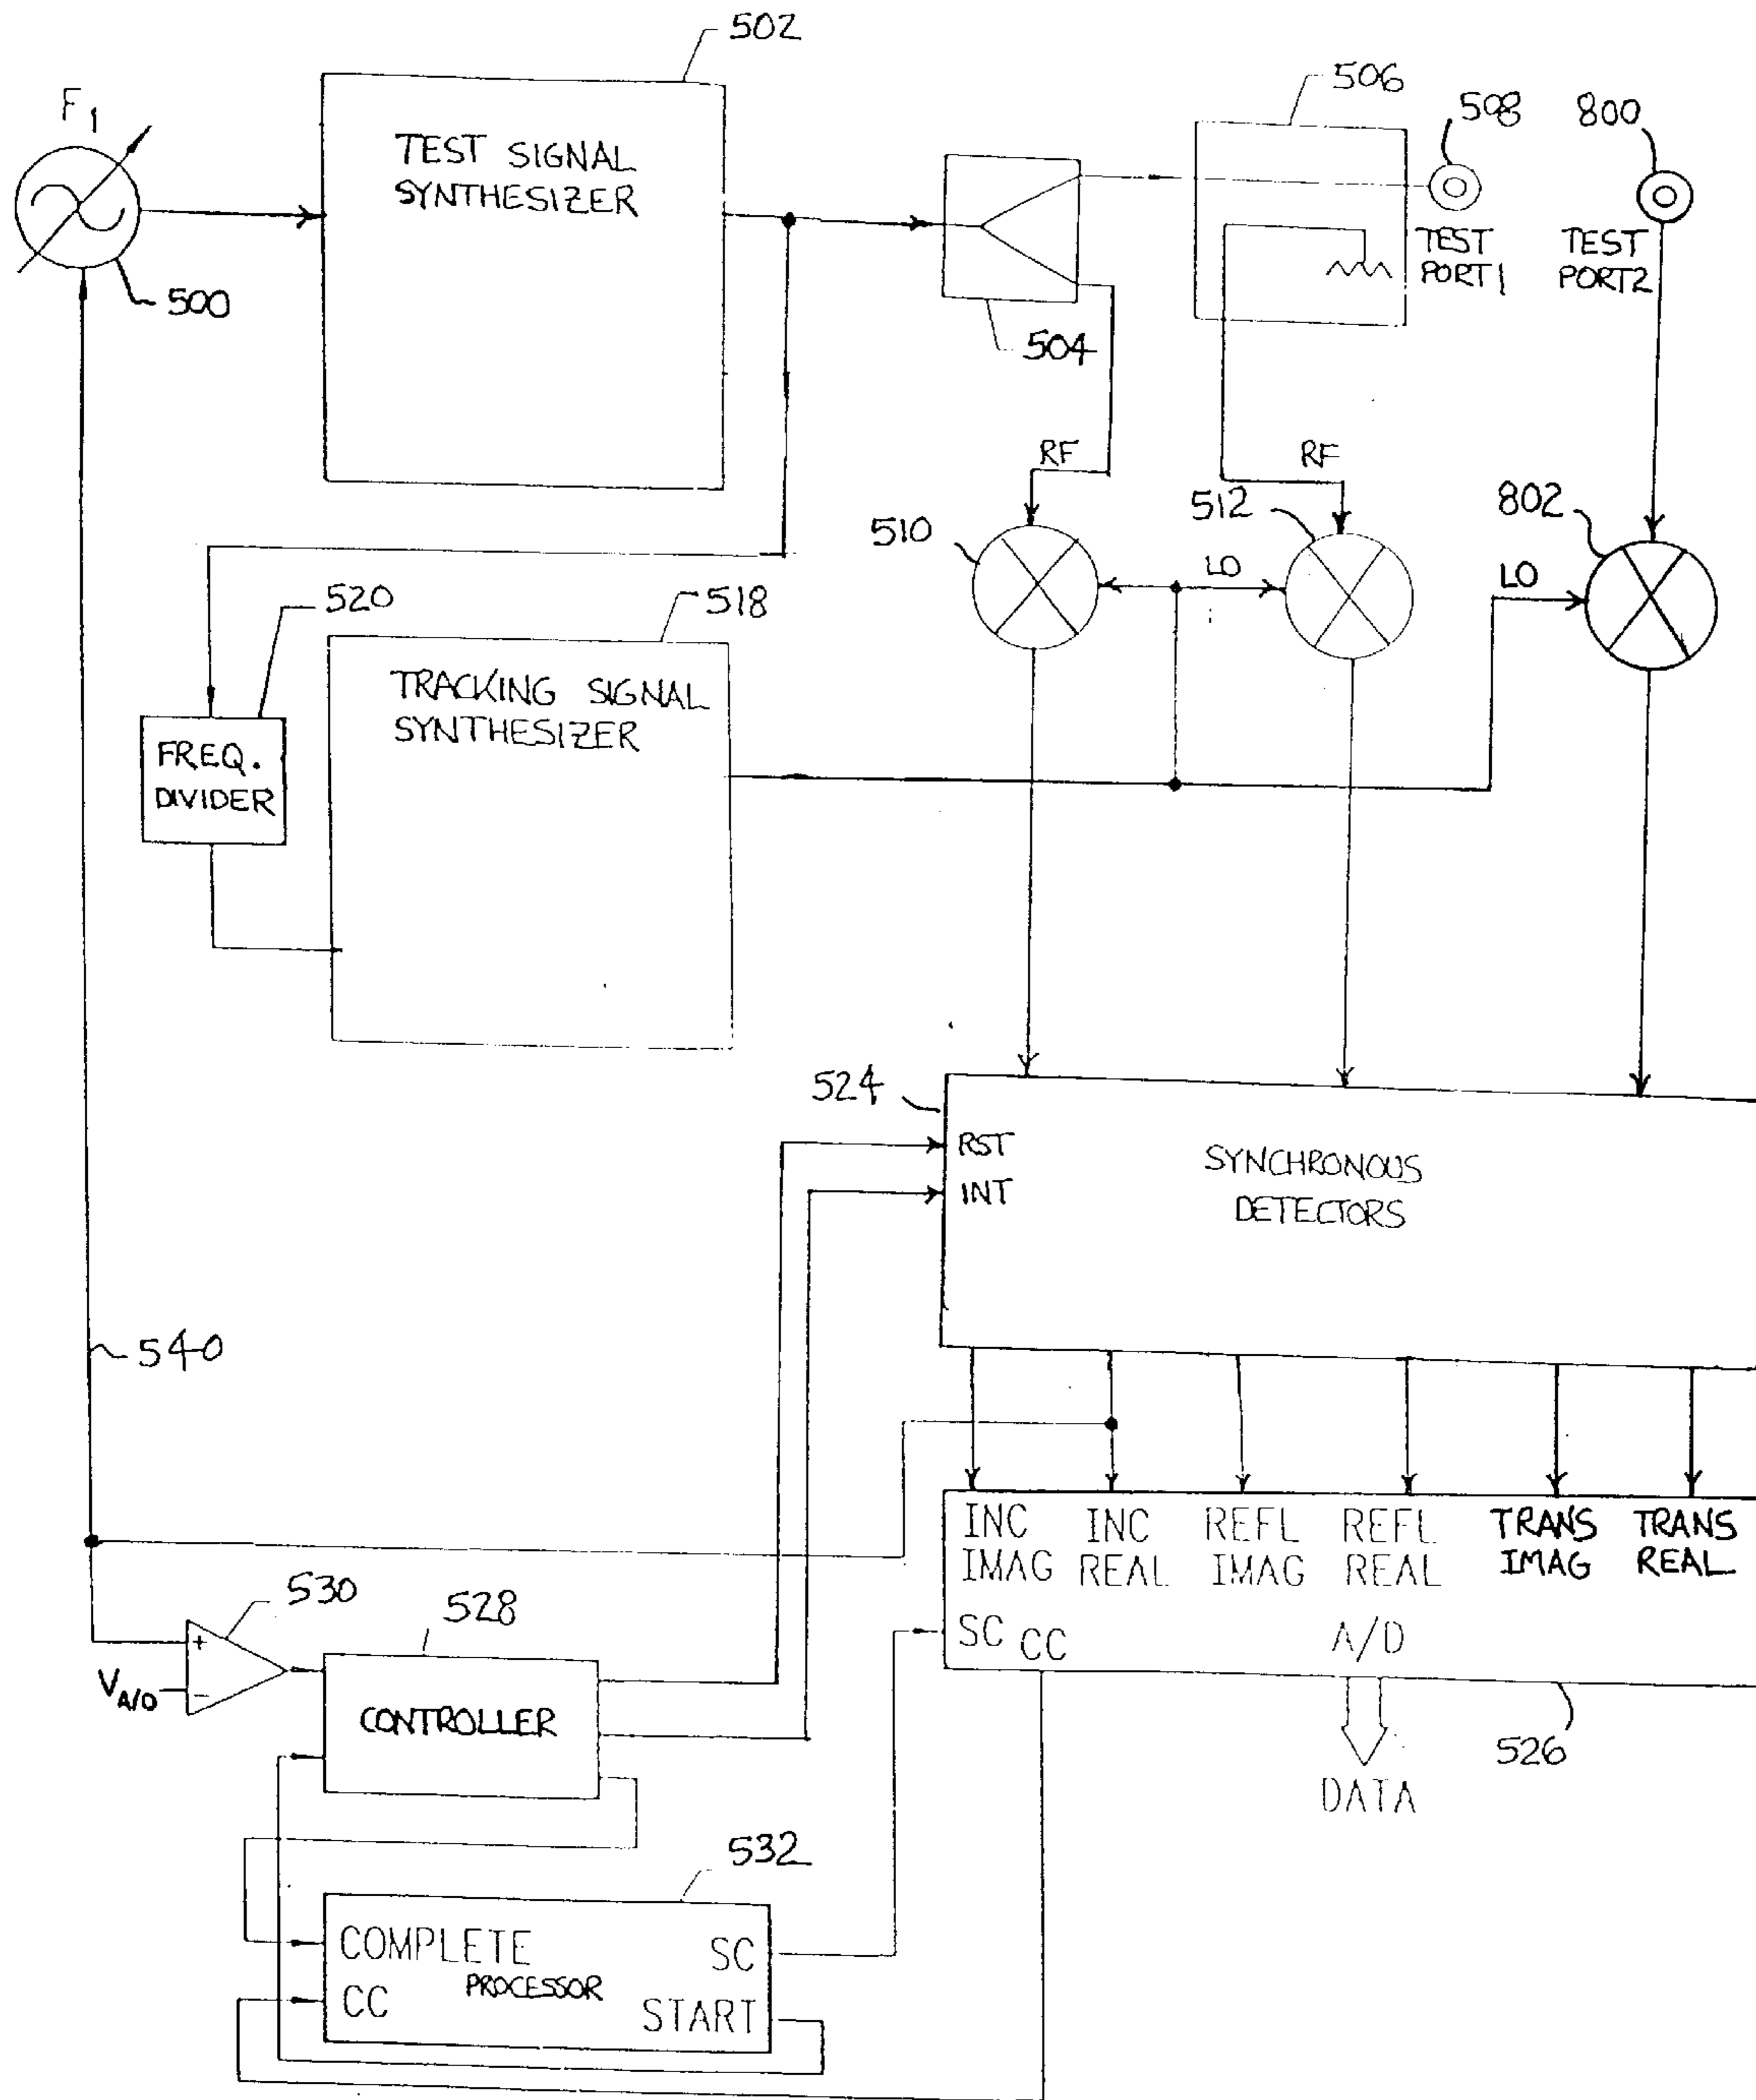 502
F1
TEST SIGNAL
SYNTHESIZER
500
504
506
508
TEST
PORT 1
800
TEST
PORT2
RF
RF
510
LO
512
802
LO
520
518
FREQ.
DIVIDER
TRACKING SIGNAL
SYNTHESIZER
524
RST
INT
SYNCHRONOUS
DETECTORS
540
INC
IMAG
INC
REAL
REFL
IMAG
REFL
REAL
TRANS
IMAG
TRANS
REAL
SC
CC
A/D
526
DATA
530
+
VA/D
−
528
CONTROLLER
532
COMPLETE
SC
PROCESSOR
CC
START